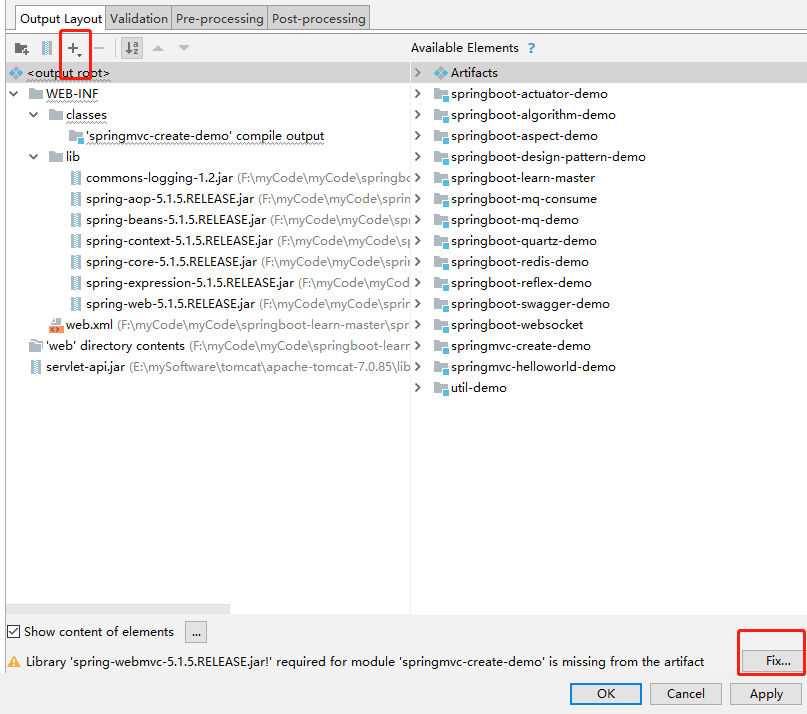 Output Layout Validation Pre-processing Post-processing
Available Elements ?
<output root>
WEB-INF
classes
'springmvc-create-demo' compile output
lib
commons-logging-1.2.jar (F:\myCode\myCode\springbo
spring-aop-5.1.5.RELEASE.jar (F:\myCode\myCode\spri
spring-beans-5.1.5.RELEASE.jar (F:\myCode\myCode\spr
spring-context-5.1.5.RELEASE.jar (F:\myCode\myCode\s
spring-core-5.1.5.RELEASE.jar (F:\myCode\myCode\sprin
spring-expression-5.1.5.RELEASE.jar (F:\myCode\myCod
spring-web-5.1.5.RELEASE.jar (F:\myCode\myCode\sprin
web.xml (F:\myCode\myCode\springboot-learn-master\spr
'web' directory contents (F:\myCode\myCode\springboot-learn
servlet-api.jar (E:\mySoftware\tomcat\apache-tomcat-7.0.85\lib
Artifacts
springboot-actuator-demo
springboot-algorithm-demo
springboot-aspect-demo
springboot-design-pattern-demo
springboot-learn-master
springboot-mq-consume
springboot-mq-demo
springboot-quartz-demo
springboot-redis-demo
springboot-reflex-demo
springboot-swagger-demo
springboot-websocket
springmvc-create-demo
springmvc-helloworld-demo
util-demo
Show content of elements ...
Library 'spring-webmvc-5.1.5.RELEASE.jar!' required for module 'springmvc-create-demo' is missing from the artifact
Fix...
OK Cancel Apply